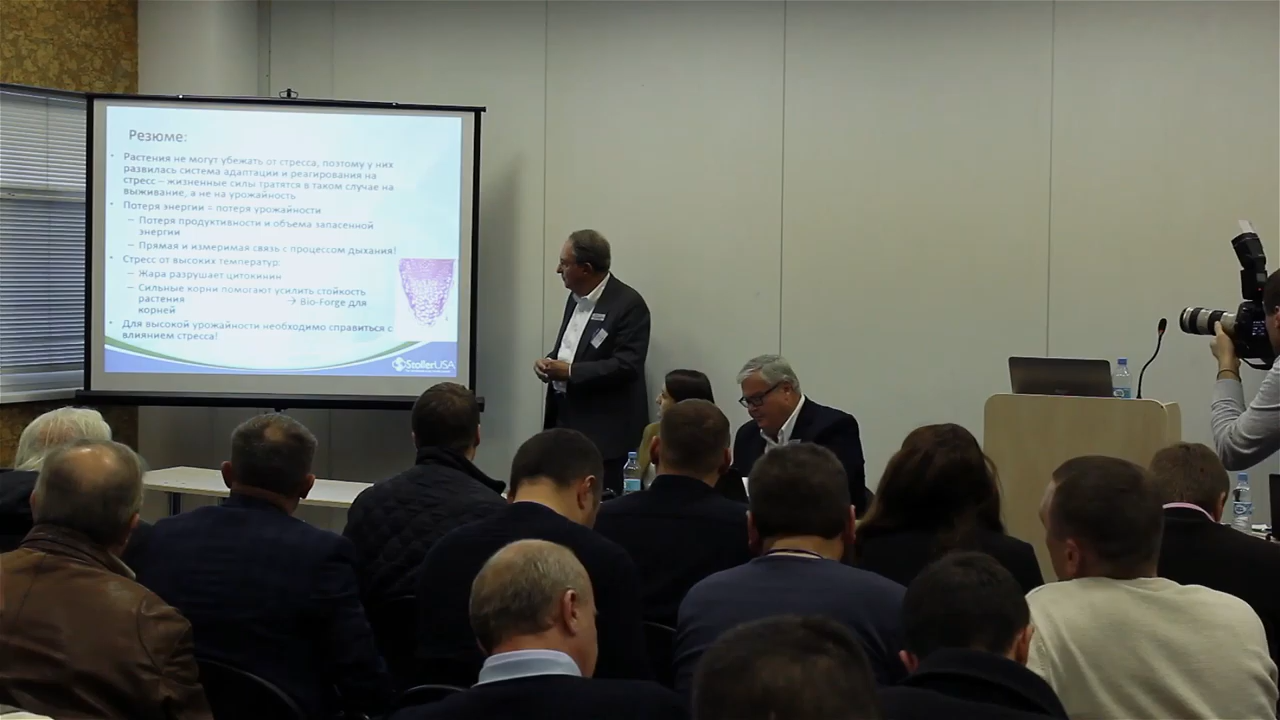 Резюме:
Растения не могут убежать от стресса, поэтому у них
развилась система адаптации и реагирования на
стресс – жизненные силы тратятся в таком случае на
выживание, а не на урожайность
Потеря энергии = потеря урожайности
– Потеря продуктивности и объема запасенной
энергии
– Прямая и измеримая связь с процессом дыхания!
Стресс от высоких температур:
– Жара разрушает цитокинин
– Сильные корни помогают усилить стойкость
растения → Bio-Forge для
корней
Для высокой урожайности необходимо справиться с
влиянием стресса!
StollerUSA